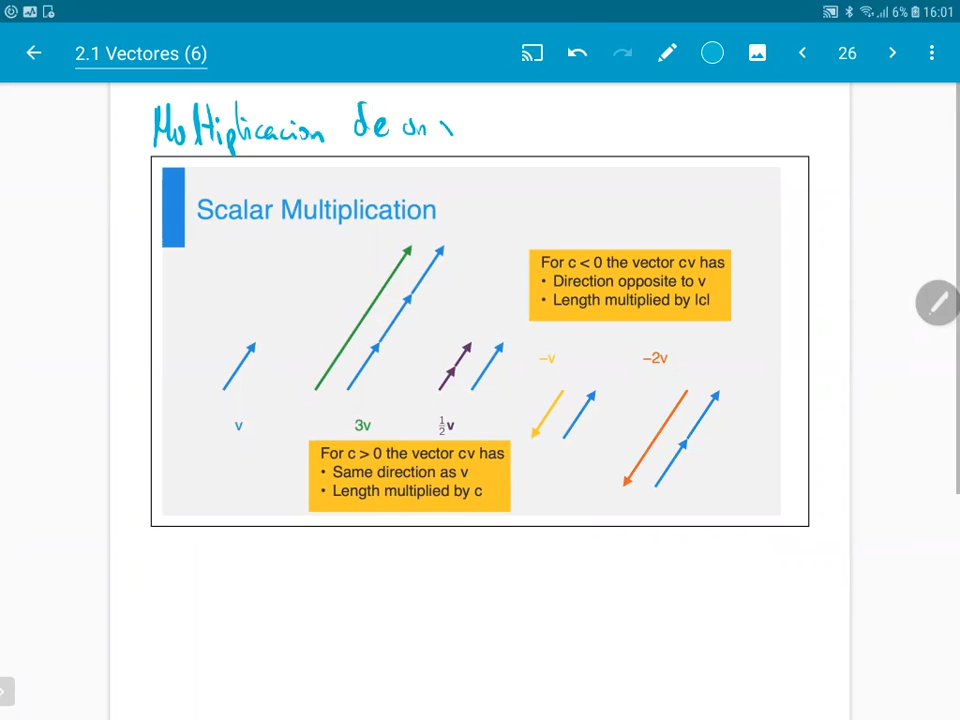 6% 16:01
2.1 Vectores (6)
26
Multiplicacion de un v
Scalar Multiplication
For c < 0 the vector cv has
• Direction opposite to v
• Length multiplied by |c|
−v
−2v
v
3v
½v
For c > 0 the vector cv has
• Same direction as v
• Length multiplied by c